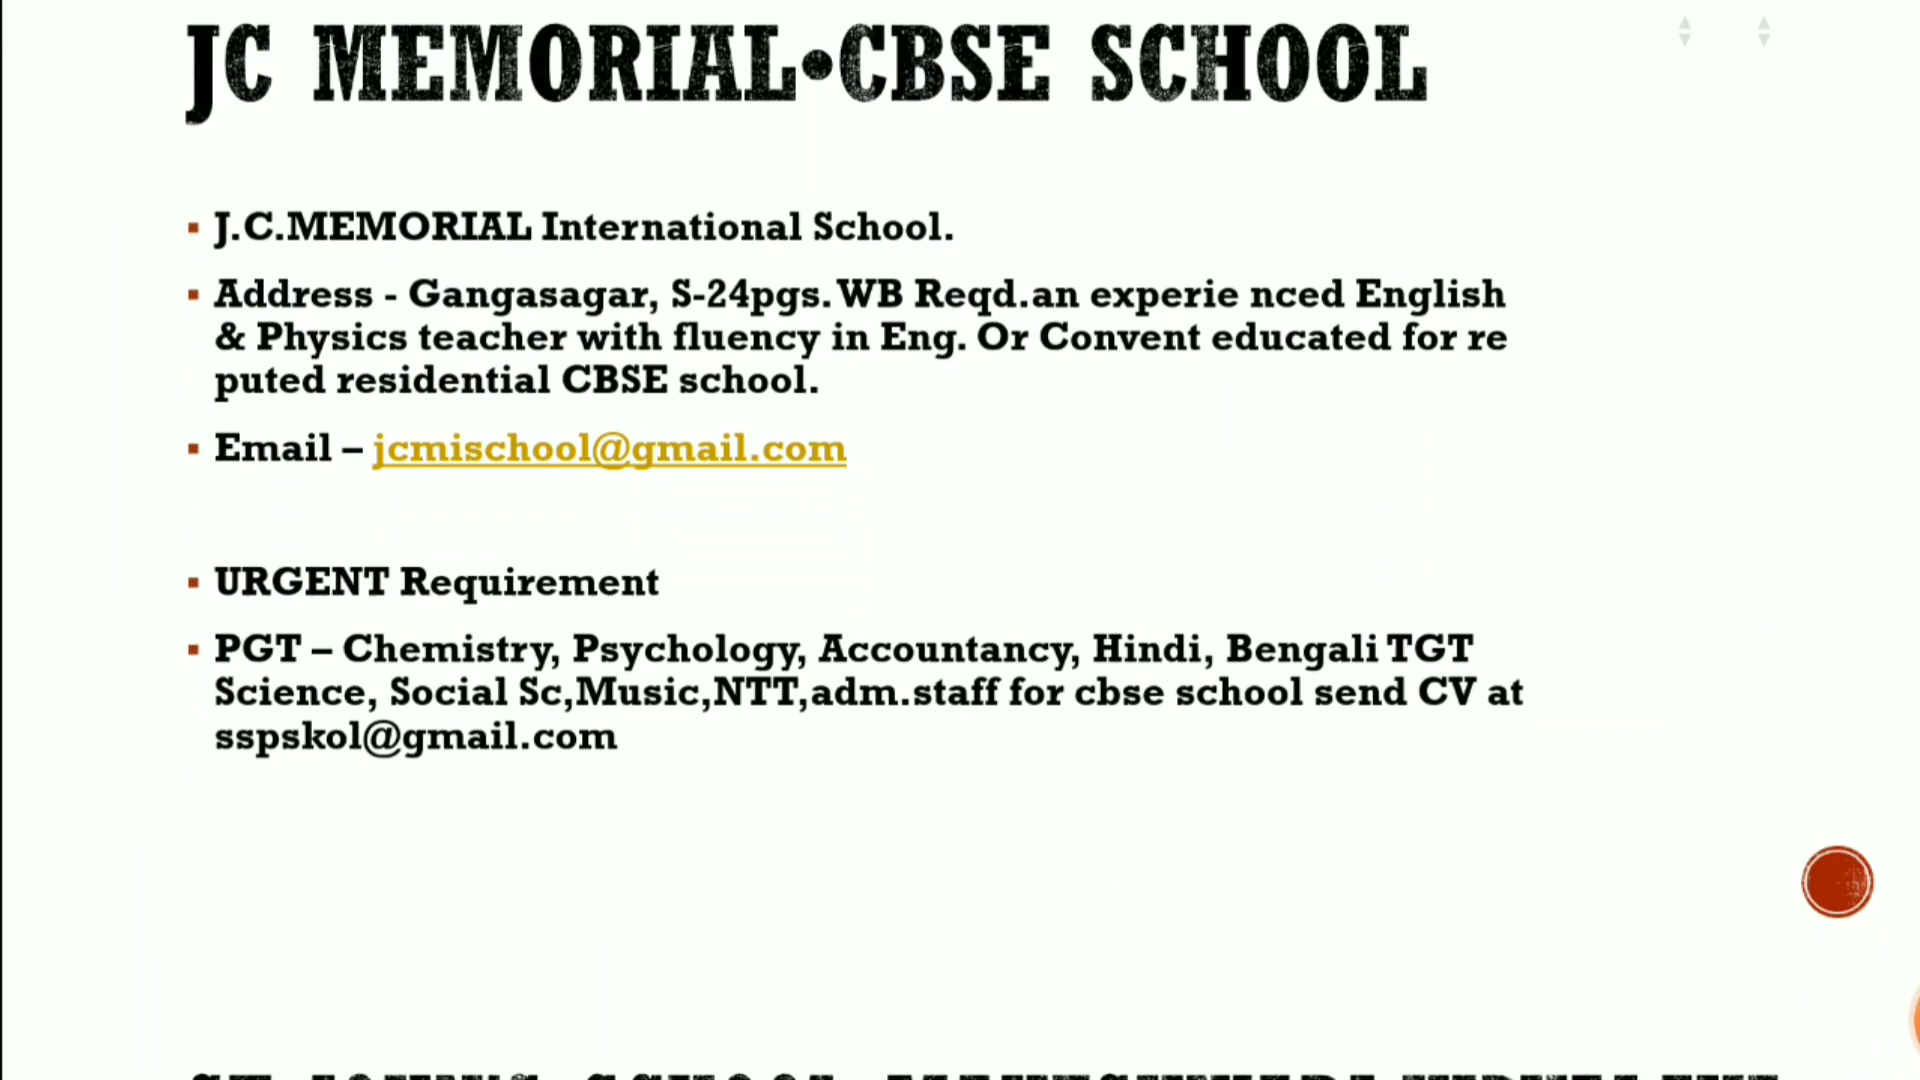 JC MEMORIAL•CBSE SCHOOL
J.C.MEMORIAL International School.
Address - Gangasagar, S-24pgs. WB Reqd.an experie nced English
& Physics teacher with fluency in Eng. Or Convent educated for re
puted residential CBSE school.
Email – jcmischool@gmail.com
URGENT Requirement
PGT – Chemistry, Psychology, Accountancy, Hindi, Bengali TGT
Science, Social Sc,Music,NTT,adm.staff for cbse school send CV at
sspskol@gmail.com